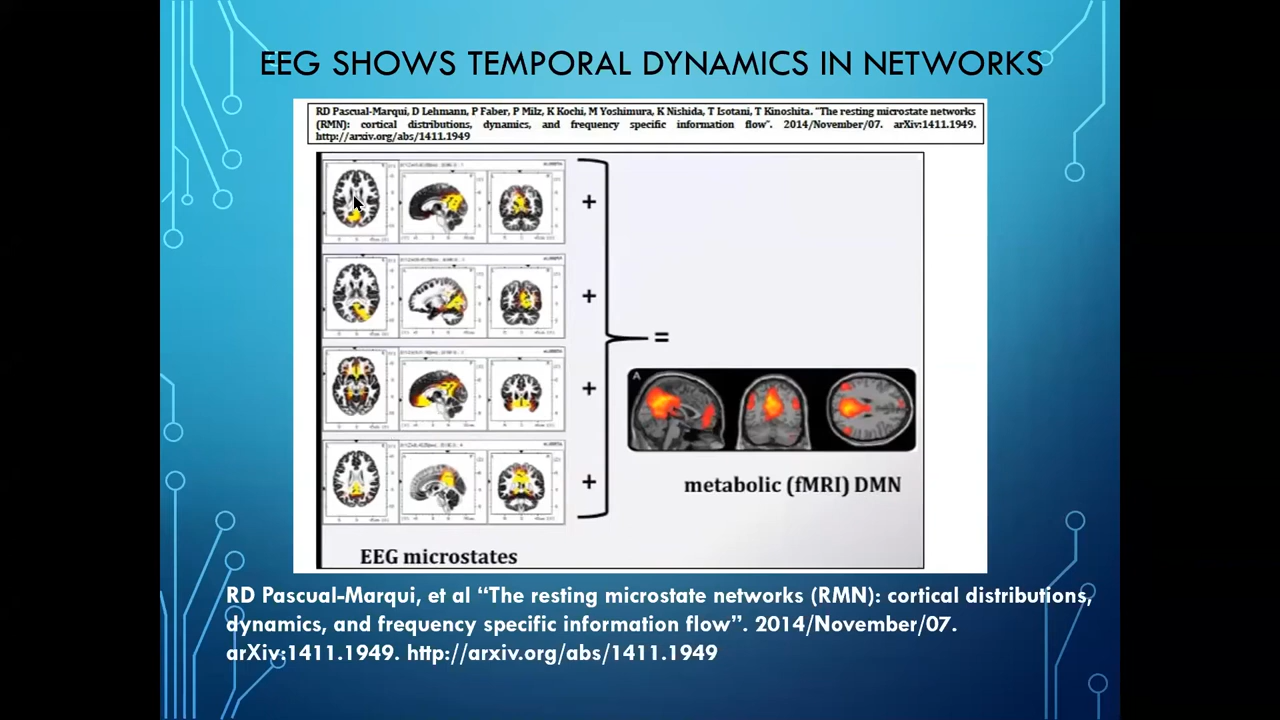 EEG SHOWS TEMPORAL DYNAMICS IN NETWORKS
RD Pascual-Marqui, D Lehmann, P Faber, P Milz, K Kochi, M Yoshimura, K Nishida, T Isotani, T Kinoshita. "The resting microstate networks
(RMN): cortical distributions, dynamics, and frequency specific information flow". 2014/November/07. arXiv:1411.1949.
http://arxiv.org/abs/1411.1949
+
+
=
A
+
metabolic (fMRI) DMN
+
EEG microstates
RD Pascual-Marqui, et al “The resting microstate networks (RMN): cortical distributions,
dynamics, and frequency specific information flow”. 2014/November/07.
arXiv:1411.1949. http://arxiv.org/abs/1411.1949